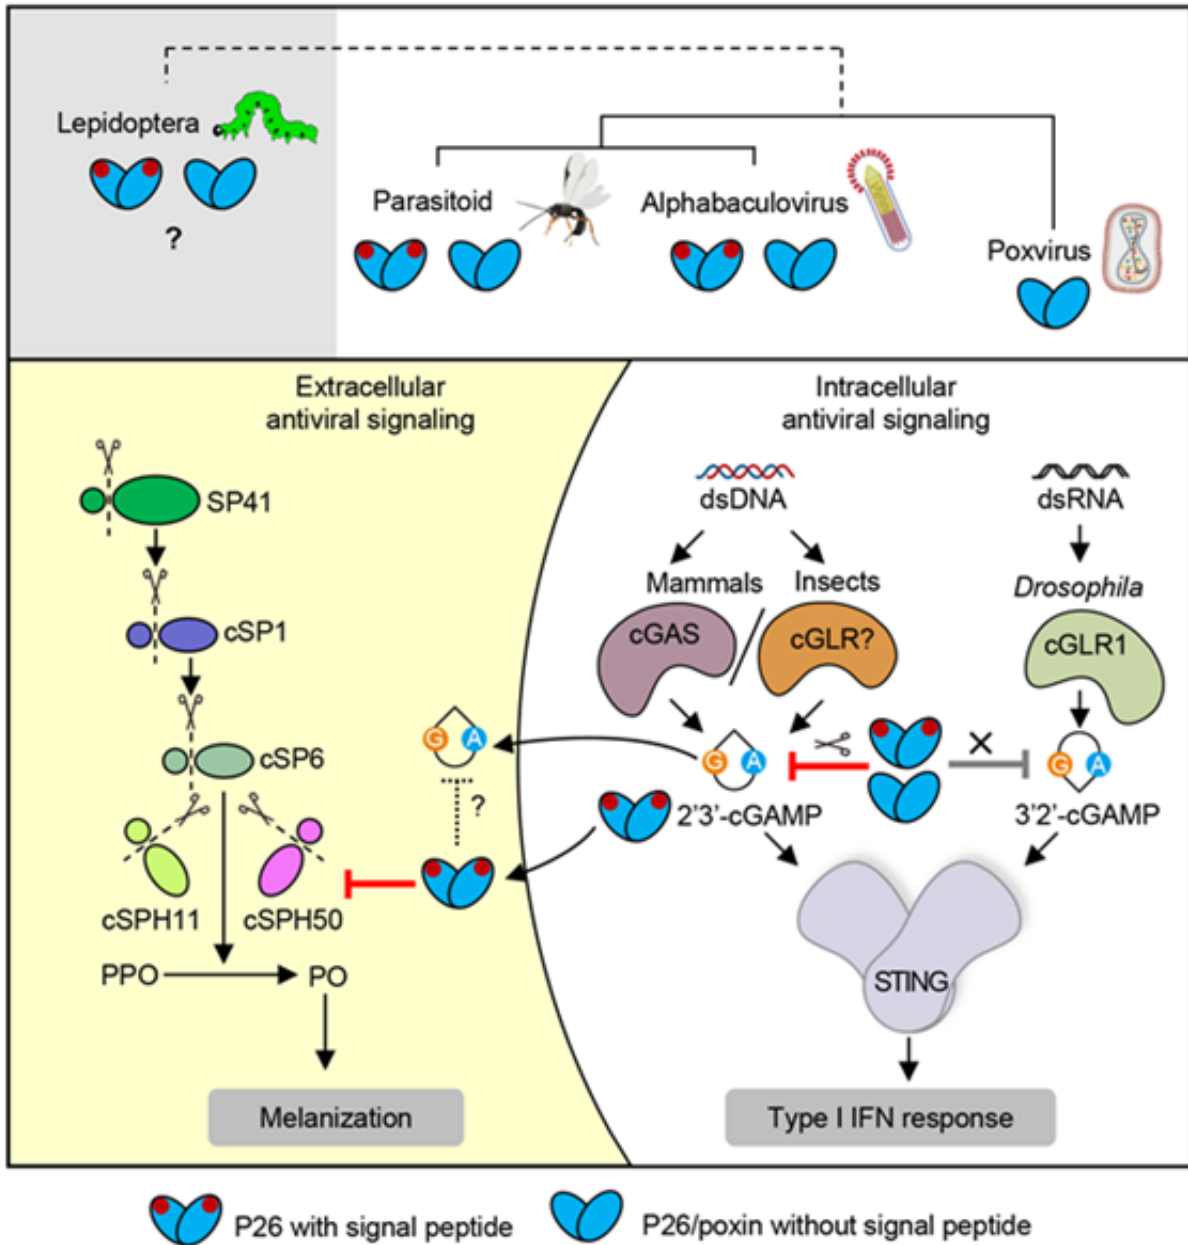 Lepidoptera
?
Parasitoid
Alphabaculovirus
Poxvirus
Extracellular
antiviral signaling
Intracellular
antiviral signaling
SP41
cSP1
cSP6
cSPH11
cSPH50
PPO
PO
Melanization
G
A
?
dsDNA
dsRNA
Mammals
Insects
Drosophila
cGAS
cGLR?
cGLR1
G
A
G
A
2'3'-cGAMP
3'2'-cGAMP
STING
Type I IFN response
P26 with signal peptide
P26/poxin without signal peptide